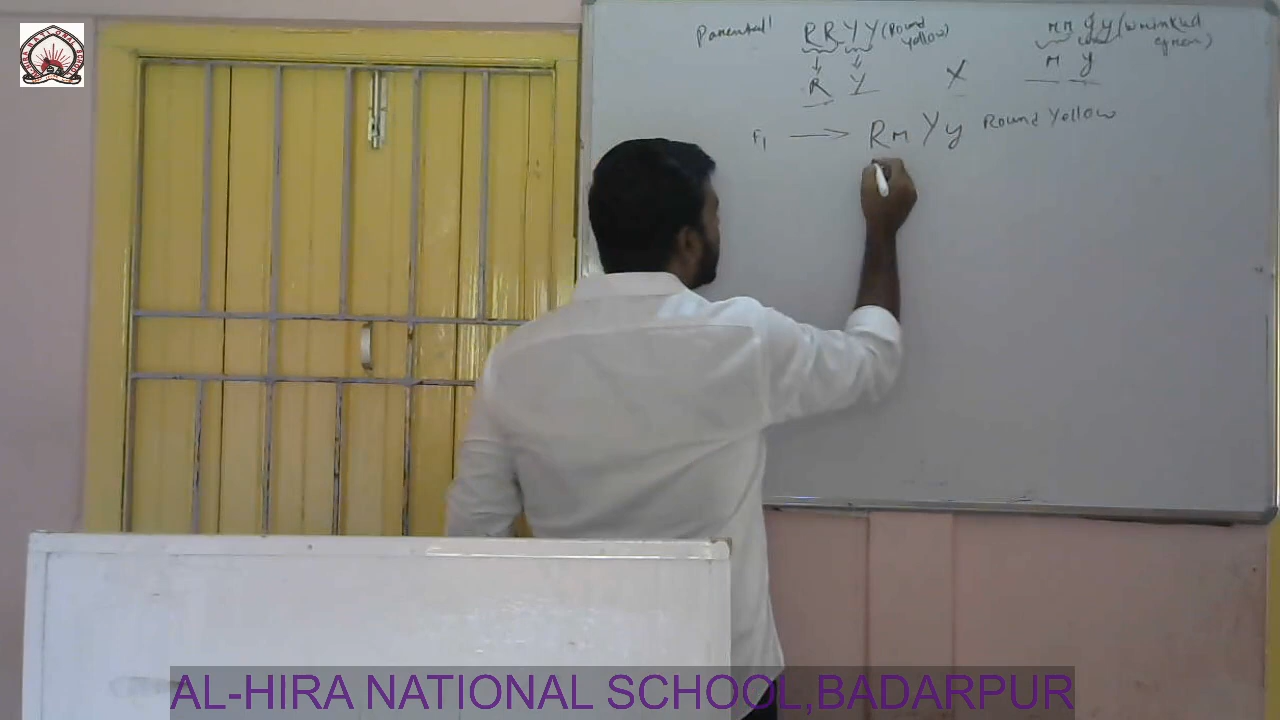 Parental RRYY (Round Yellow) rr yy (wrinkled green)
R Y X r y
F1 → Rr Yy Round Yellow
AL-HIRA NATIONAL SCHOOL,BADARPUR